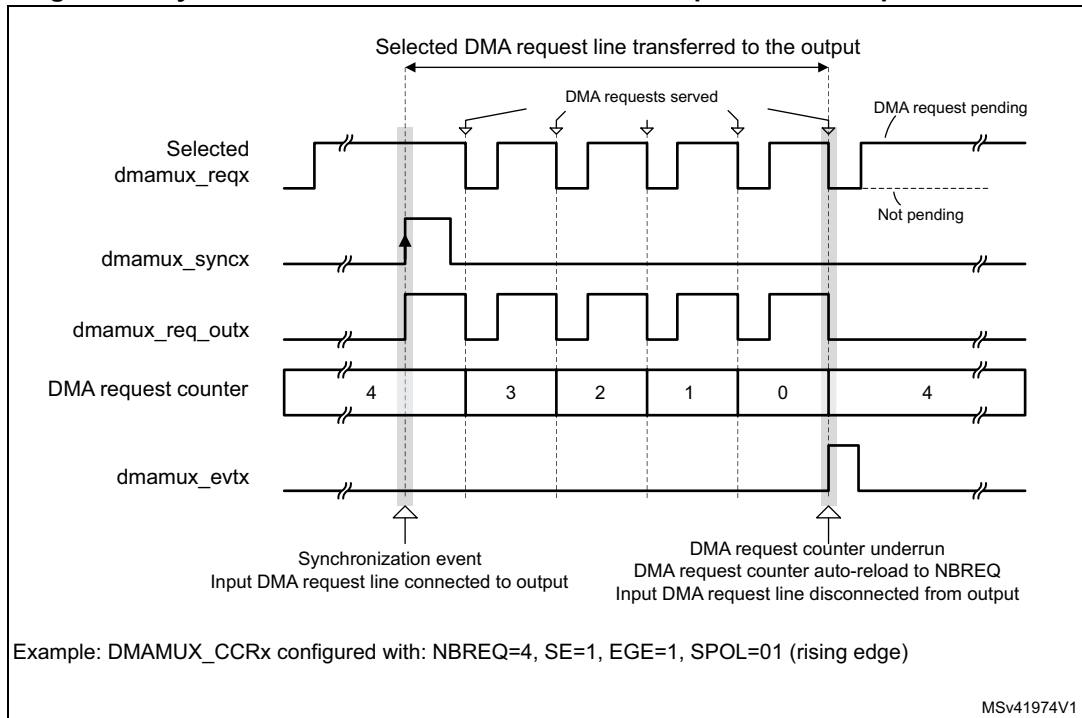 Selected DMA request line transferred to the output
DMA requests served
DMA request pending
Selected
dmamux_reqx
Not pending
dmamux_syncx
dmamux_req_outx
DMA request counter
4
3
2
1
0
4
dmamux_evtx
Synchronization event
Input DMA request line connected to output
DMA request counter underrun
DMA request counter auto-reload to NBREQ
Input DMA request line disconnected from output
Example: DMAMUX_CCRx configured with: NBREQ=4, SE=1, EGE=1, SPOL=01 (rising edge)
MSv41974V1